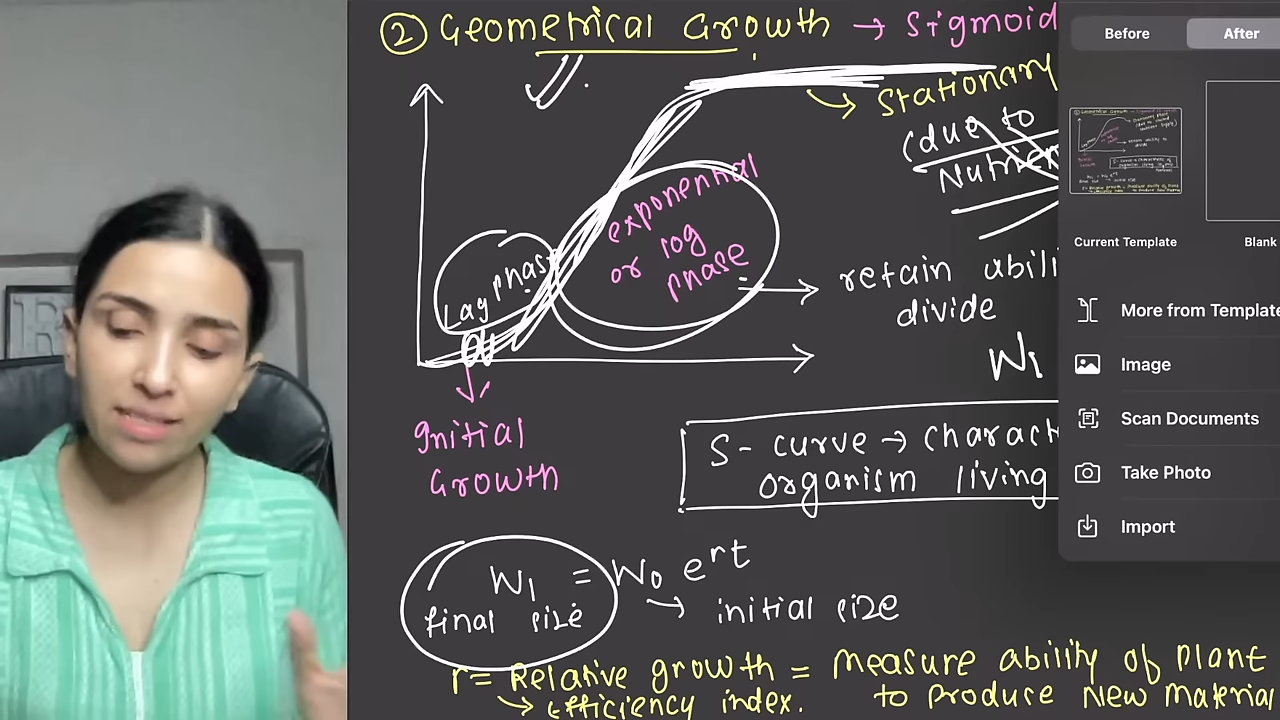 ② Geometrical Growth → Sigmoid
Stationary
(due to
Nutrien
exponential
or log
phase
Lag phase
retain abili
divide
W1
Initial
Growth
S- curve → charact
organism living
W1 = W0 e^rt
final size → initial size
r = Relative growth = Measure ability of plant
→ Efficiency index. to produce New Material
Before
After
Current Template
Blank
More from Template
Image
Scan Documents
Take Photo
Import